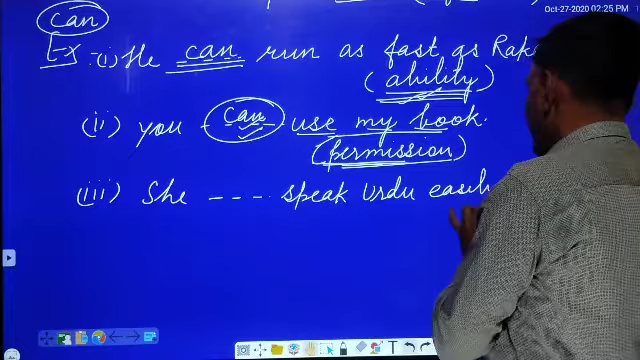 Oct-27-2020 02:25 PM
can
Ex :- (i) He can run as fast as
(ability)
(ii) you - can use my book.
(permission)
(iii) She - - - - speak Urdu
T